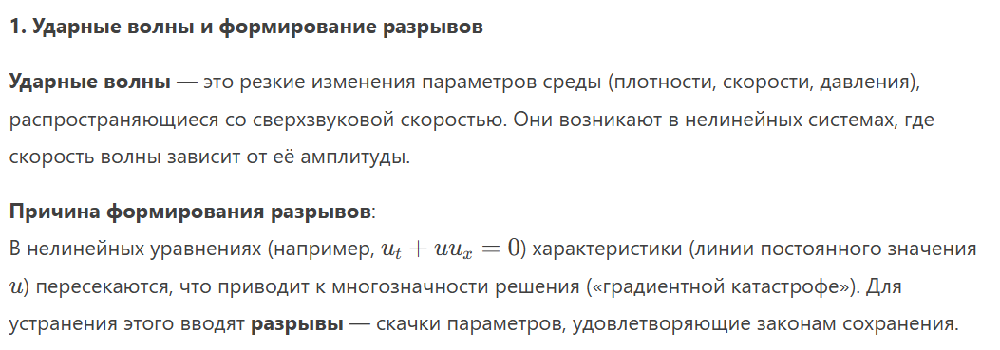 1. Ударные волны и формирование разрывов
Ударные волны — это резкие изменения параметров среды (плотности, скорости, давления),
распространяющиеся со сверхзвуковой скоростью. Они возникают в нелинейных системах, где
скорость волны зависит от её амплитуды.
Причина формирования разрывов:
В нелинейных уравнениях (например, $u_t + uu_x = 0$) характеристики (линии постоянного значения
$u$) пересекаются, что приводит к многозначности решения («градиентной катастрофе»). Для
устранения этого вводят разрывы — скачки параметров, удовлетворяющие законам сохранения.